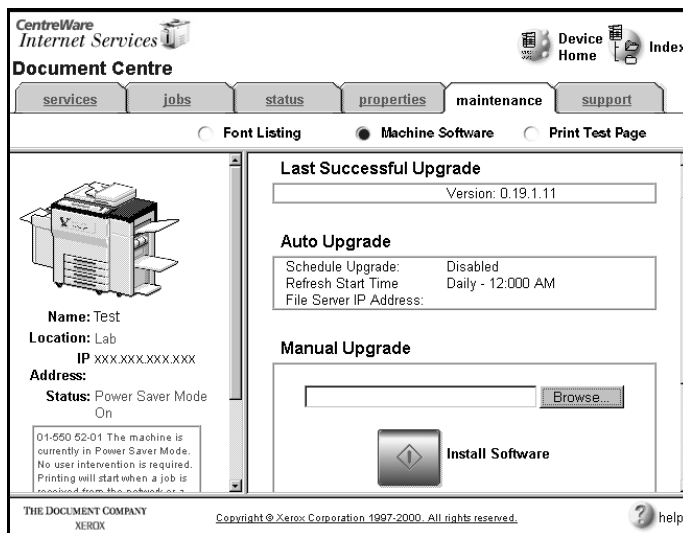 CentreWare
Internet Services
Document Centre
Device
Home
Index
services
jobs
status
properties
maintenance
support
Font Listing
Machine Software
Print Test Page
Name: Test
Location: Lab
IP xxx.xxx.xxx.xxx
Address:
Status: Power Saver Mode
On
01-550 52-01 The machine is
currently in Power Saver Mode.
No user intervention is required.
Printing will start when a job is
received from the network or a
Last Successful Upgrade
Version: 0.19.1.11
Auto Upgrade
Schedule Upgrade: Disabled
Refresh Start Time Daily - 12:000 AM
File Server IP Address:
Manual Upgrade
Browse...
Install Software
THE DOCUMENT COMPANY
XEROX
Copyright © Xerox Corporation 1997-2000. All rights reserved.
help